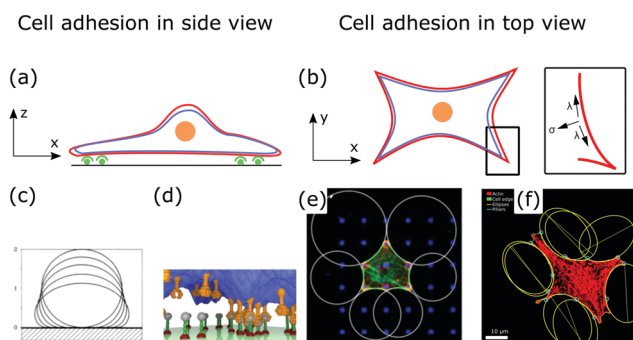 Cell adhesion in side view
Cell adhesion in top view
(a)
z
x
(b)
y
x
λ
σ
λ
(c)
2
1
0
(d)
(e)
(f)
Actin
Cell edge
Ellipses
Pillars
10 μm